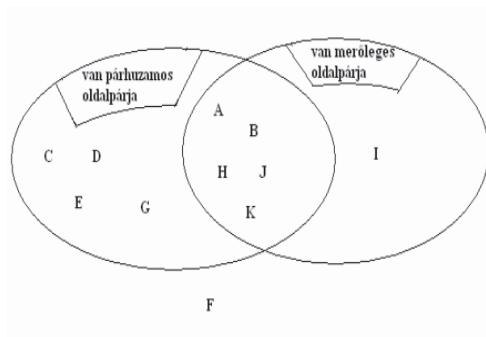 van párhuzamos
oldalpárja
van merőleges
oldalpárja
A
B
C D
H J
I
E
G
K
F